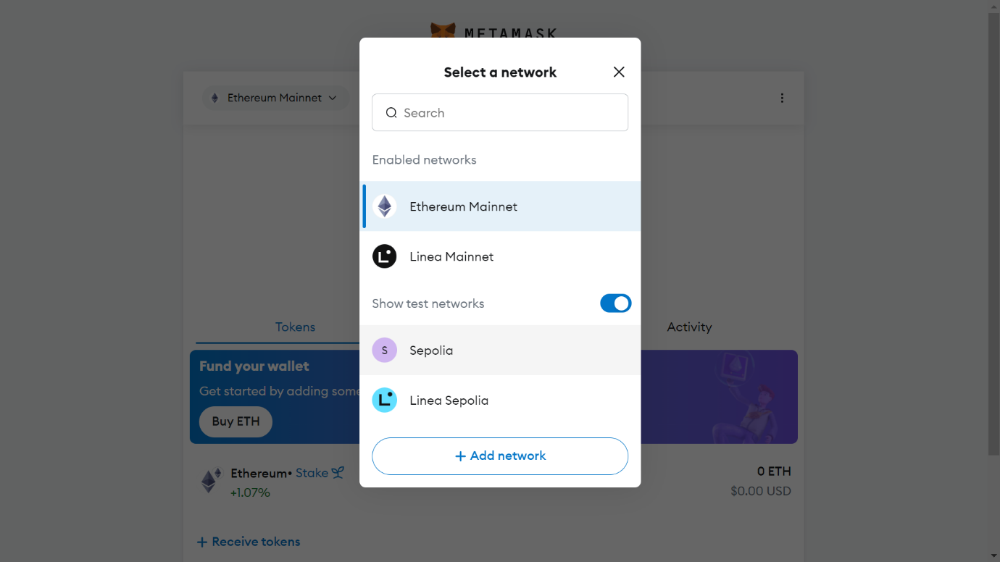 METAMASK
Select a network
Ethereum Mainnet
Search
Enabled networks
Ethereum Mainnet
Linea Mainnet
Show test networks
Tokens
Activity
S Sepolia
Fund your wallet
Get started by adding some
Linea Sepolia
Buy ETH
+ Add network
Ethereum• Stake
0 ETH
+1.07%
$0.00 USD
+ Receive tokens